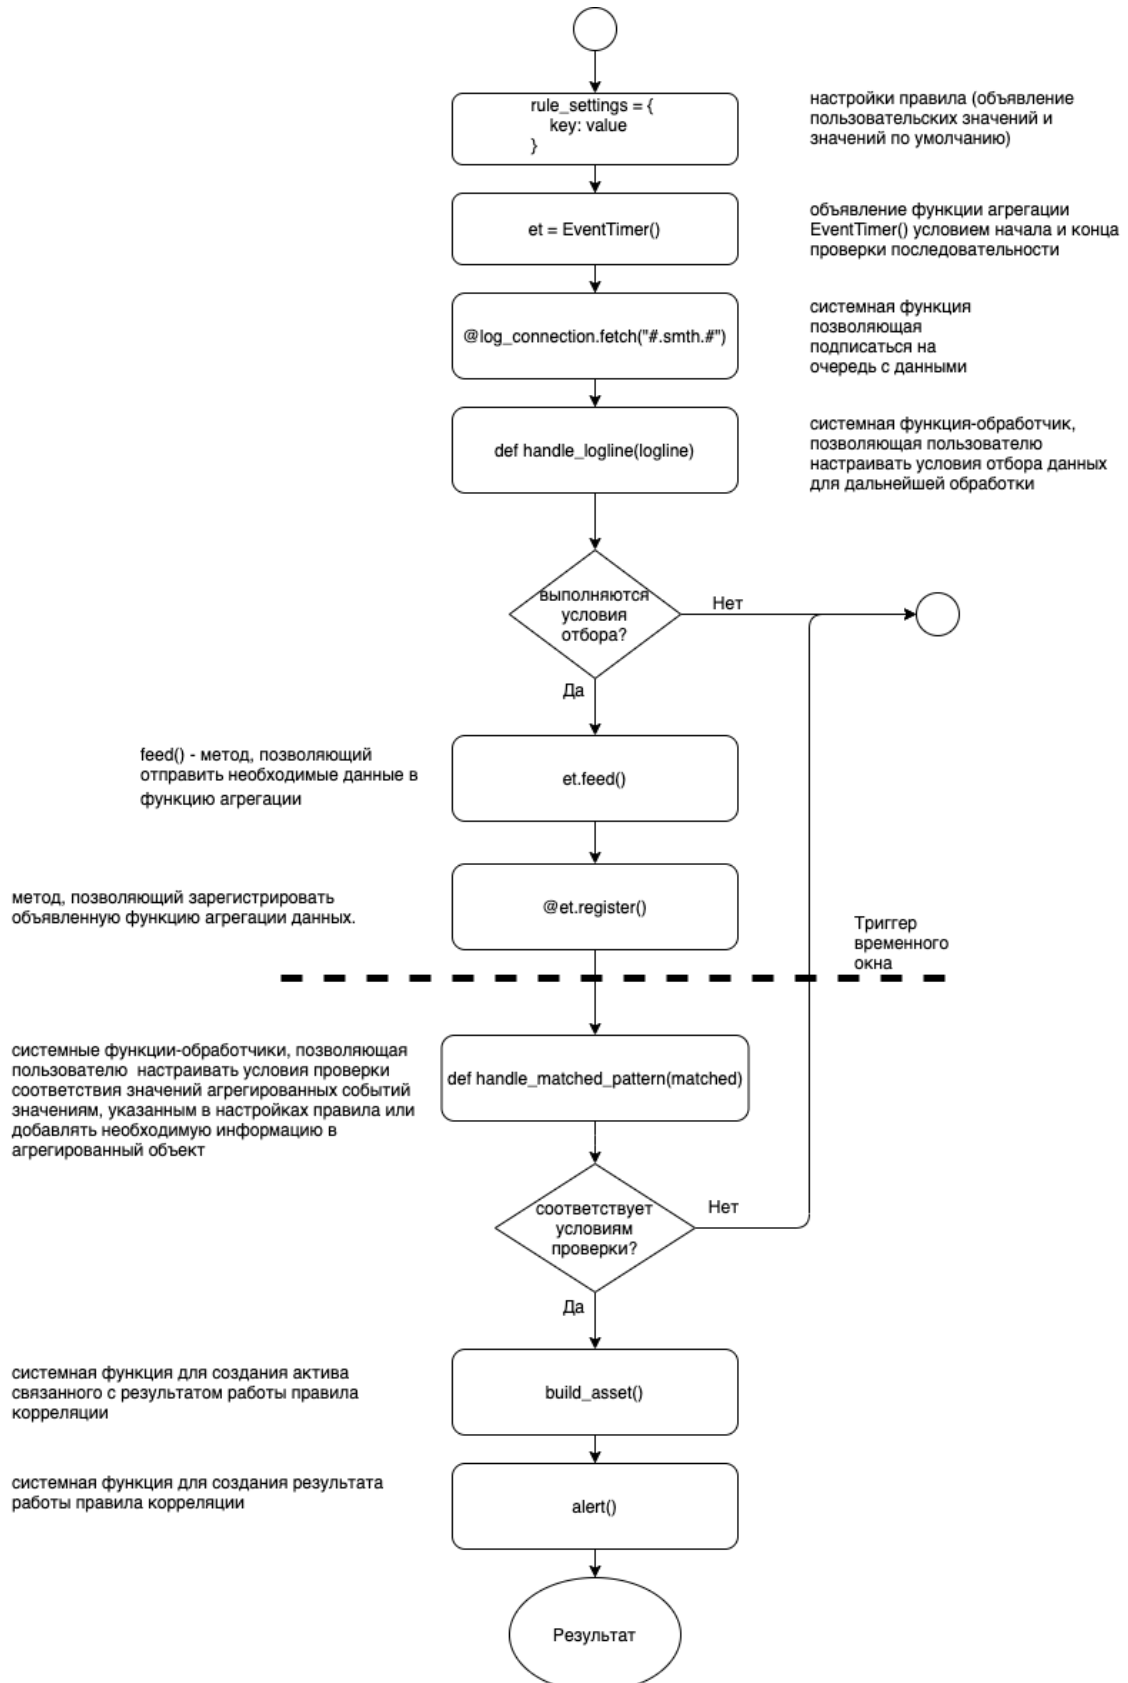 rule_settings = {
key: value
}
настройки правила (объявление
пользовательских значений и
значений по умолчанию)
et = EventTimer()
объявление функции агрегации
EventTimer() условием начала и конца
проверки последовательности
@log_connection.fetch("#.smth.#")
системная функция
позволяющая
подписаться на
очередь с данными
def handle_logline(logline)
системная функция-обработчик,
позволяющая пользователю
настраивать условия отбора данных
для дальнейшей обработки
выполняются
условия
отбора?
Нет
Да
feed() - метод, позволяющий
отправить необходимые данные в
функцию агрегации
et.feed()
метод, позволяющий зарегистрировать
объявленную функцию агрегации данных.
@et.register()
Триггер
временного
окна
системные функции-обработчики, позволяющая
пользователю  настраивать условия проверки
соответствия значений агрегированных событий
значениям, указанным в настройках правила или
добавлять необходимую информацию в
агрегированный объект
def handle_matched_pattern(matched)
соответствует
условиям
проверки?
Нет
Да
системная функция для создания актива
связанного с результатом работы правила
корреляции
build_asset()
системная функция для создания результата
работы правила корреляции
alert()
Результат